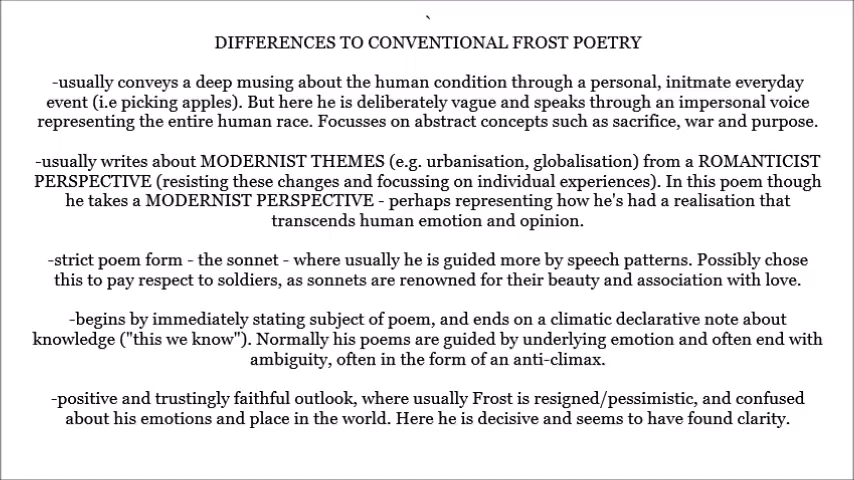 `
DIFFERENCES TO CONVENTIONAL FROST POETRY
-usually conveys a deep musing about the human condition through a personal, initmate everyday
event (i.e picking apples). But here he is deliberately vague and speaks through an impersonal voice
representing the entire human race. Focusses on abstract concepts such as sacrifice, war and purpose.
-usually writes about MODERNIST THEMES (e.g. urbanisation, globalisation) from a ROMANTICIST
PERSPECTIVE (resisting these changes and focussing on individual experiences). In this poem though
he takes a MODERNIST PERSPECTIVE - perhaps representing how he's had a realisation that
transcends human emotion and opinion.
-strict poem form - the sonnet - where usually he is guided more by speech patterns. Possibly chose
this to pay respect to soldiers, as sonnets are renowned for their beauty and association with love.
-begins by immediately stating subject of poem, and ends on a climatic declarative note about
knowledge ("this we know"). Normally his poems are guided by underlying emotion and often end with
ambiguity, often in the form of an anti-climax.
-positive and trustingly faithful outlook, where usually Frost is resigned/pessimistic, and confused
about his emotions and place in the world. Here he is decisive and seems to have found clarity.